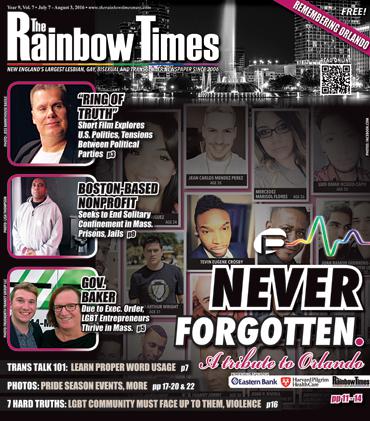 Year 9, Vol. 7 • July 7 - August 3, 2016 • www.therainbowtimesmass.com
FREE!
The Rainbow Times
REMEMBERING ORLANDO
NEW ENGLAND'S LARGEST LESBIAN, GAY, BISEXUAL AND TRANSGENDER NEWSPAPER SINCE 2006
"RING OF
TRUTH"
Short Film Explores
U.S. Politics, Tensions
Between Political
Parties p3
BOSTON-BASED
NONPROFIT
Seeks to End Solitary
Confinement in Mass.
Prisons, Jails p8
GOV.
BAKER
Due to Exec. Order,
LGBT Entrepreneurs
Thrive in Mass. p5
JEAN CARLOS MENDEZ PEREZ
MERCEDEZ
MARISOL FLORES
TEVIN EUGENE CROSBY
NEVER
FORGOTTEN.
A tribute to Orlando
PRESENTING SPONSORS
Eastern Bank
Harvard Pilgrim
HealthCare
The Rainbow Times
pp 11-14
TRANS TALK 101: LEARN PROPER WORD USAGE p7
PHOTOS: PRIDE SEASON EVENTS, MORE pp 17-20 & 22
7 HARD TRUTHS: LGBT COMMUNITY MUST FACE UP TO THEM, VIOLENCE p16